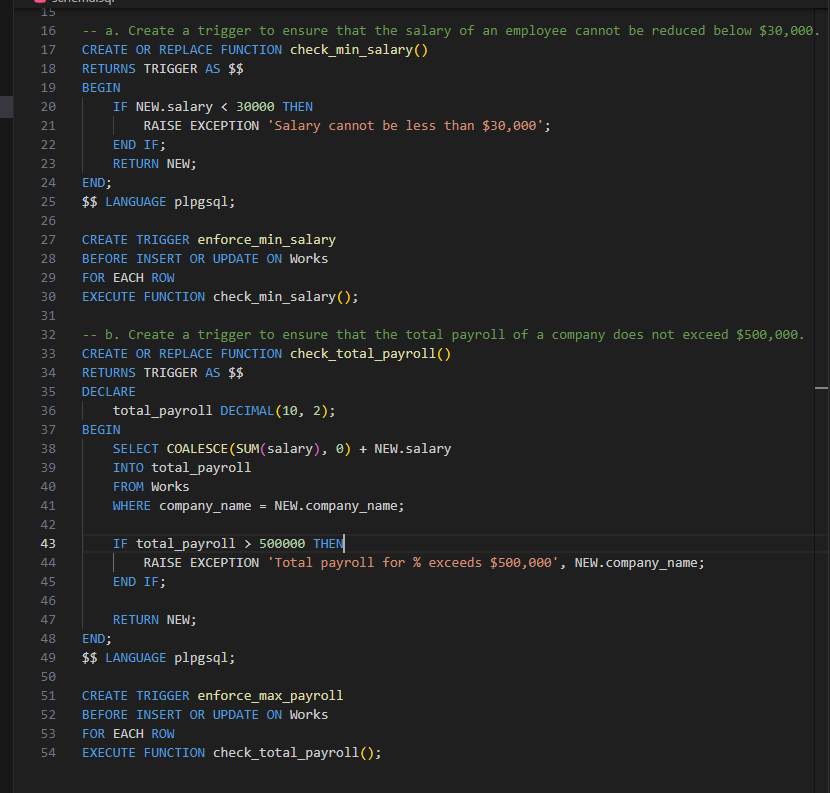 schema.sql
15
16 -- a. Create a trigger to ensure that the salary of an employee cannot be reduced below $30,000.
17 CREATE OR REPLACE FUNCTION check_min_salary()
18 RETURNS TRIGGER AS $$
19 BEGIN
20     IF NEW.salary < 30000 THEN
21         RAISE EXCEPTION 'Salary cannot be less than $30,000';
22     END IF;
23     RETURN NEW;
24 END;
25 $$ LANGUAGE plpgsql;
26
27 CREATE TRIGGER enforce_min_salary
28 BEFORE INSERT OR UPDATE ON Works
29 FOR EACH ROW
30 EXECUTE FUNCTION check_min_salary();
31
32 -- b. Create a trigger to ensure that the total payroll of a company does not exceed $500,000.
33 CREATE OR REPLACE FUNCTION check_total_payroll()
34 RETURNS TRIGGER AS $$
35 DECLARE
36     total_payroll DECIMAL(10, 2);
37 BEGIN
38     SELECT COALESCE(SUM(salary), 0) + NEW.salary
39     INTO total_payroll
40     FROM Works
41     WHERE company_name = NEW.company_name;
42
43     IF total_payroll > 500000 THEN
44         RAISE EXCEPTION 'Total payroll for % exceeds $500,000', NEW.company_name;
45     END IF;
46
47     RETURN NEW;
48 END;
49 $$ LANGUAGE plpgsql;
50
51 CREATE TRIGGER enforce_max_payroll
52 BEFORE INSERT OR UPDATE ON Works
53 FOR EACH ROW
54 EXECUTE FUNCTION check_total_payroll();